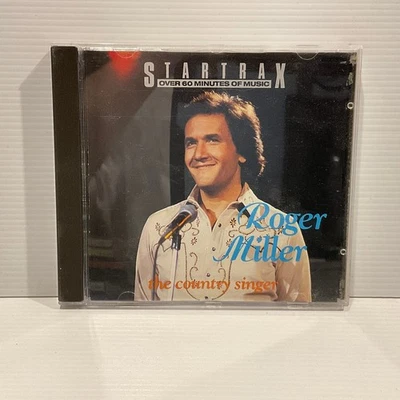 STARTRAX
OVER 60 MINUTES OF MUSIC
Roger
Miller
the country singer